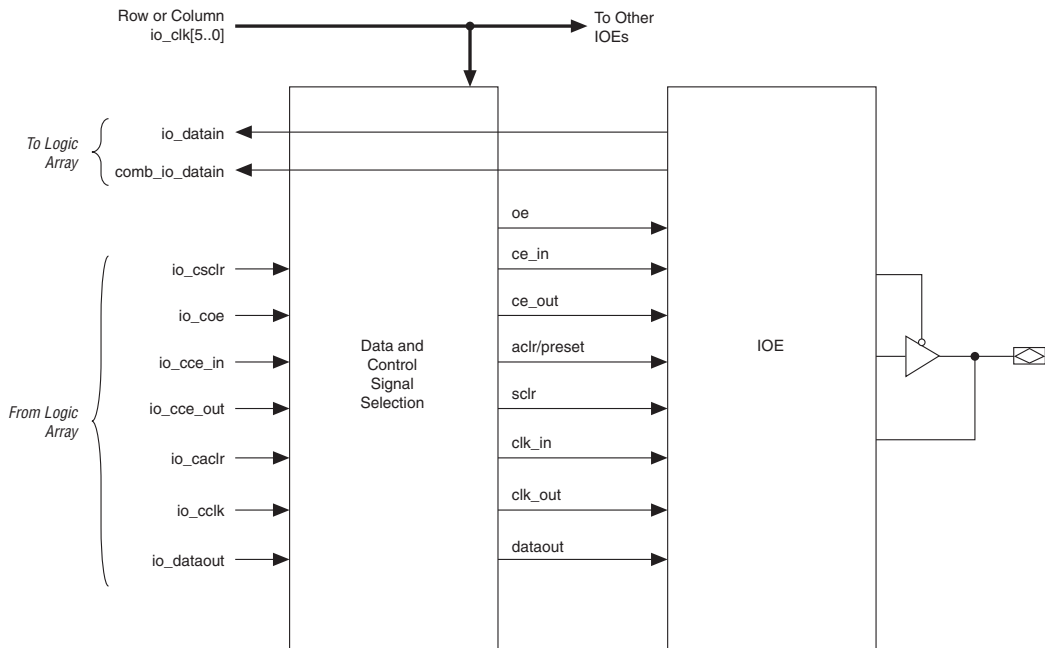 Row or Column
io_clk[5..0]
To Other
IOEs
To Logic
Array
io_datain
comb_io_datain
From Logic
Array
io_csclr
io_coe
io_cce_in
io_cce_out
io_caclr
io_cclk
io_dataout
Data and
Control
Signal
Selection
oe
ce_in
ce_out
aclr/preset
sclr
clk_in
clk_out
dataout
IOE